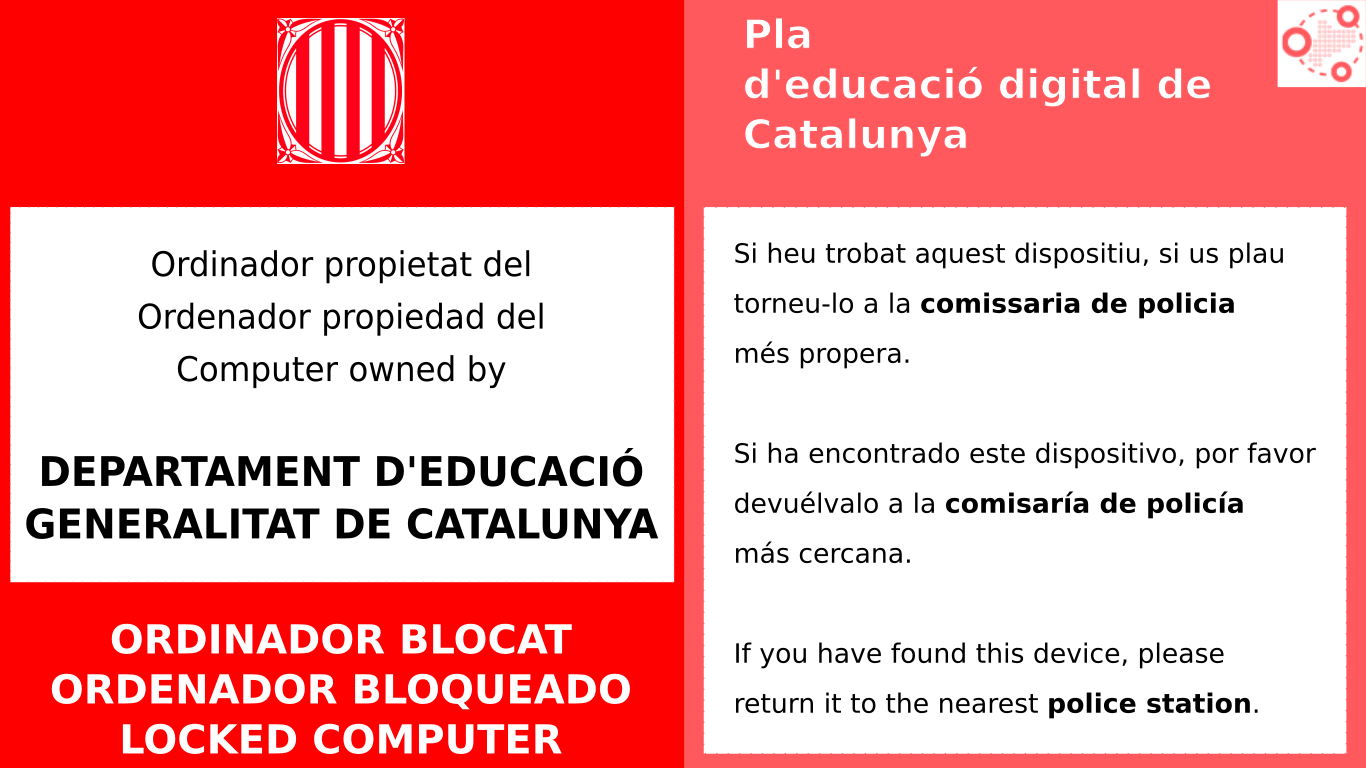 Ordinador propietat del
Ordenador propiedad del
Computer owned by
DEPARTAMENT D'EDUCACIÓ
GENERALITAT DE CATALUNYA
ORDINADOR BLOCAT
ORDENADOR BLOQUEADO
LOCKED COMPUTER
Pla
d'educació digital de
Catalunya
Si heu trobat aquest dispositiu, si us plau
torneu-lo a la comissaria de policia
més propera.
Si ha encontrado este dispositivo, por favor
devuélvalo a la comisaría de policía
más cercana.
If you have found this device, please
return it to the nearest police station.